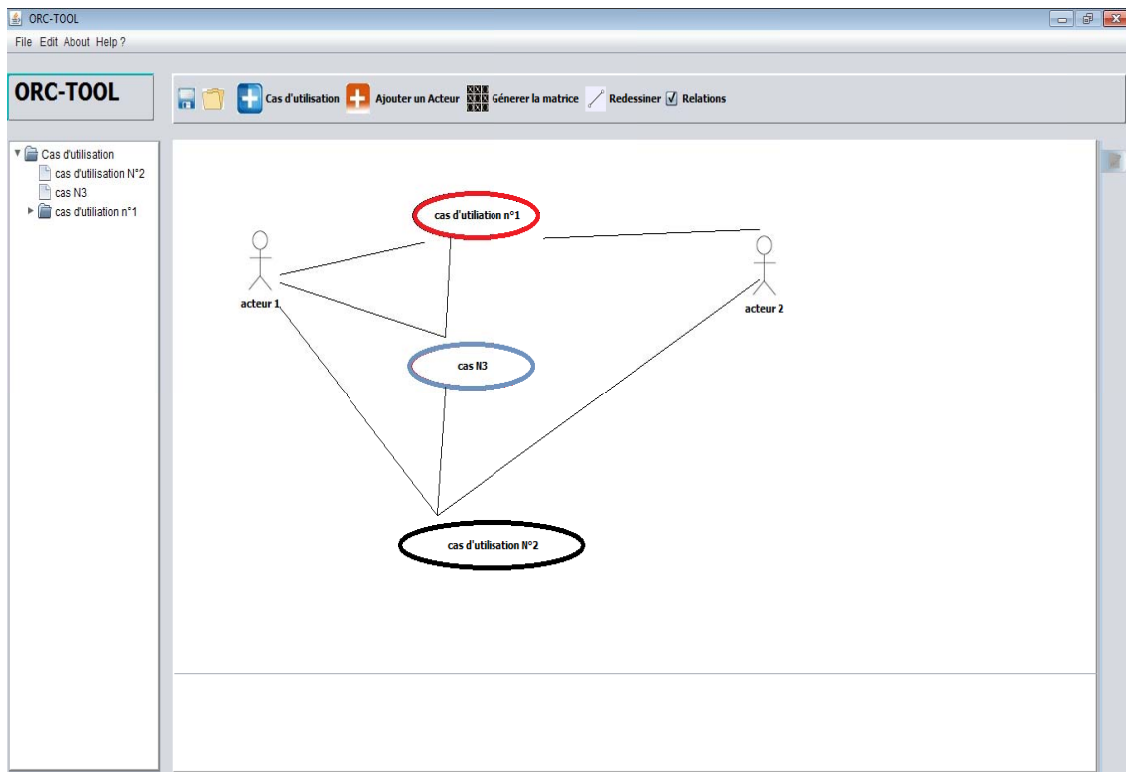 ORC-TOOL
File Edit About Help ?
ORC-TOOL
Cas d'utilisation Ajouter un Acteur Génerer la matrice Redessiner Relations
Cas d'utilisation
cas d'utilisation N°2
cas N3
cas d'utiliation n°1
cas d'utiliation n°1
acteur 1
acteur 2
cas N3
cas d'utilisation N°2